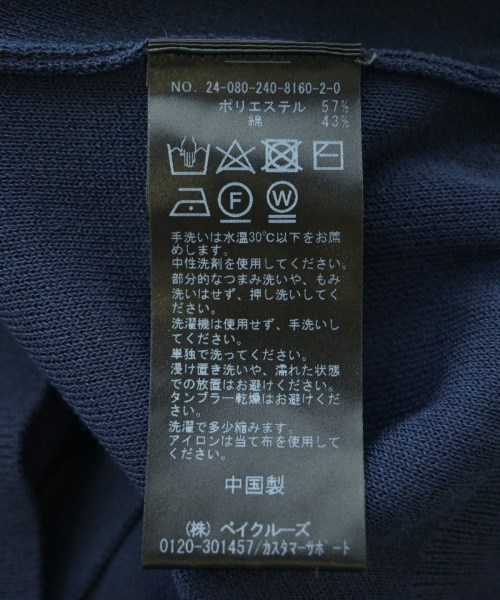 NO. 24-080-240-8160-2-0
ポリエステル 57%
綿 43%
F W
手洗いは水温30℃以下をお薦
めします。
中性洗剤を使用してください。
部分的なつまみ洗いや、もみ
洗いはせず、押し洗いしてく
ださい。
洗濯機は使用せず、手洗いし
てください。
単独で洗ってください。
浸け置き洗いや、濡れた状態
での放置はお避けください。
タンブラー乾燥はお避けくだ
さい。
洗濯で多少縮みます。
アイロンは当て布を使用して
ください。
中国製
(株) ベイクルーズ
0120-301457/カスタマーサポート